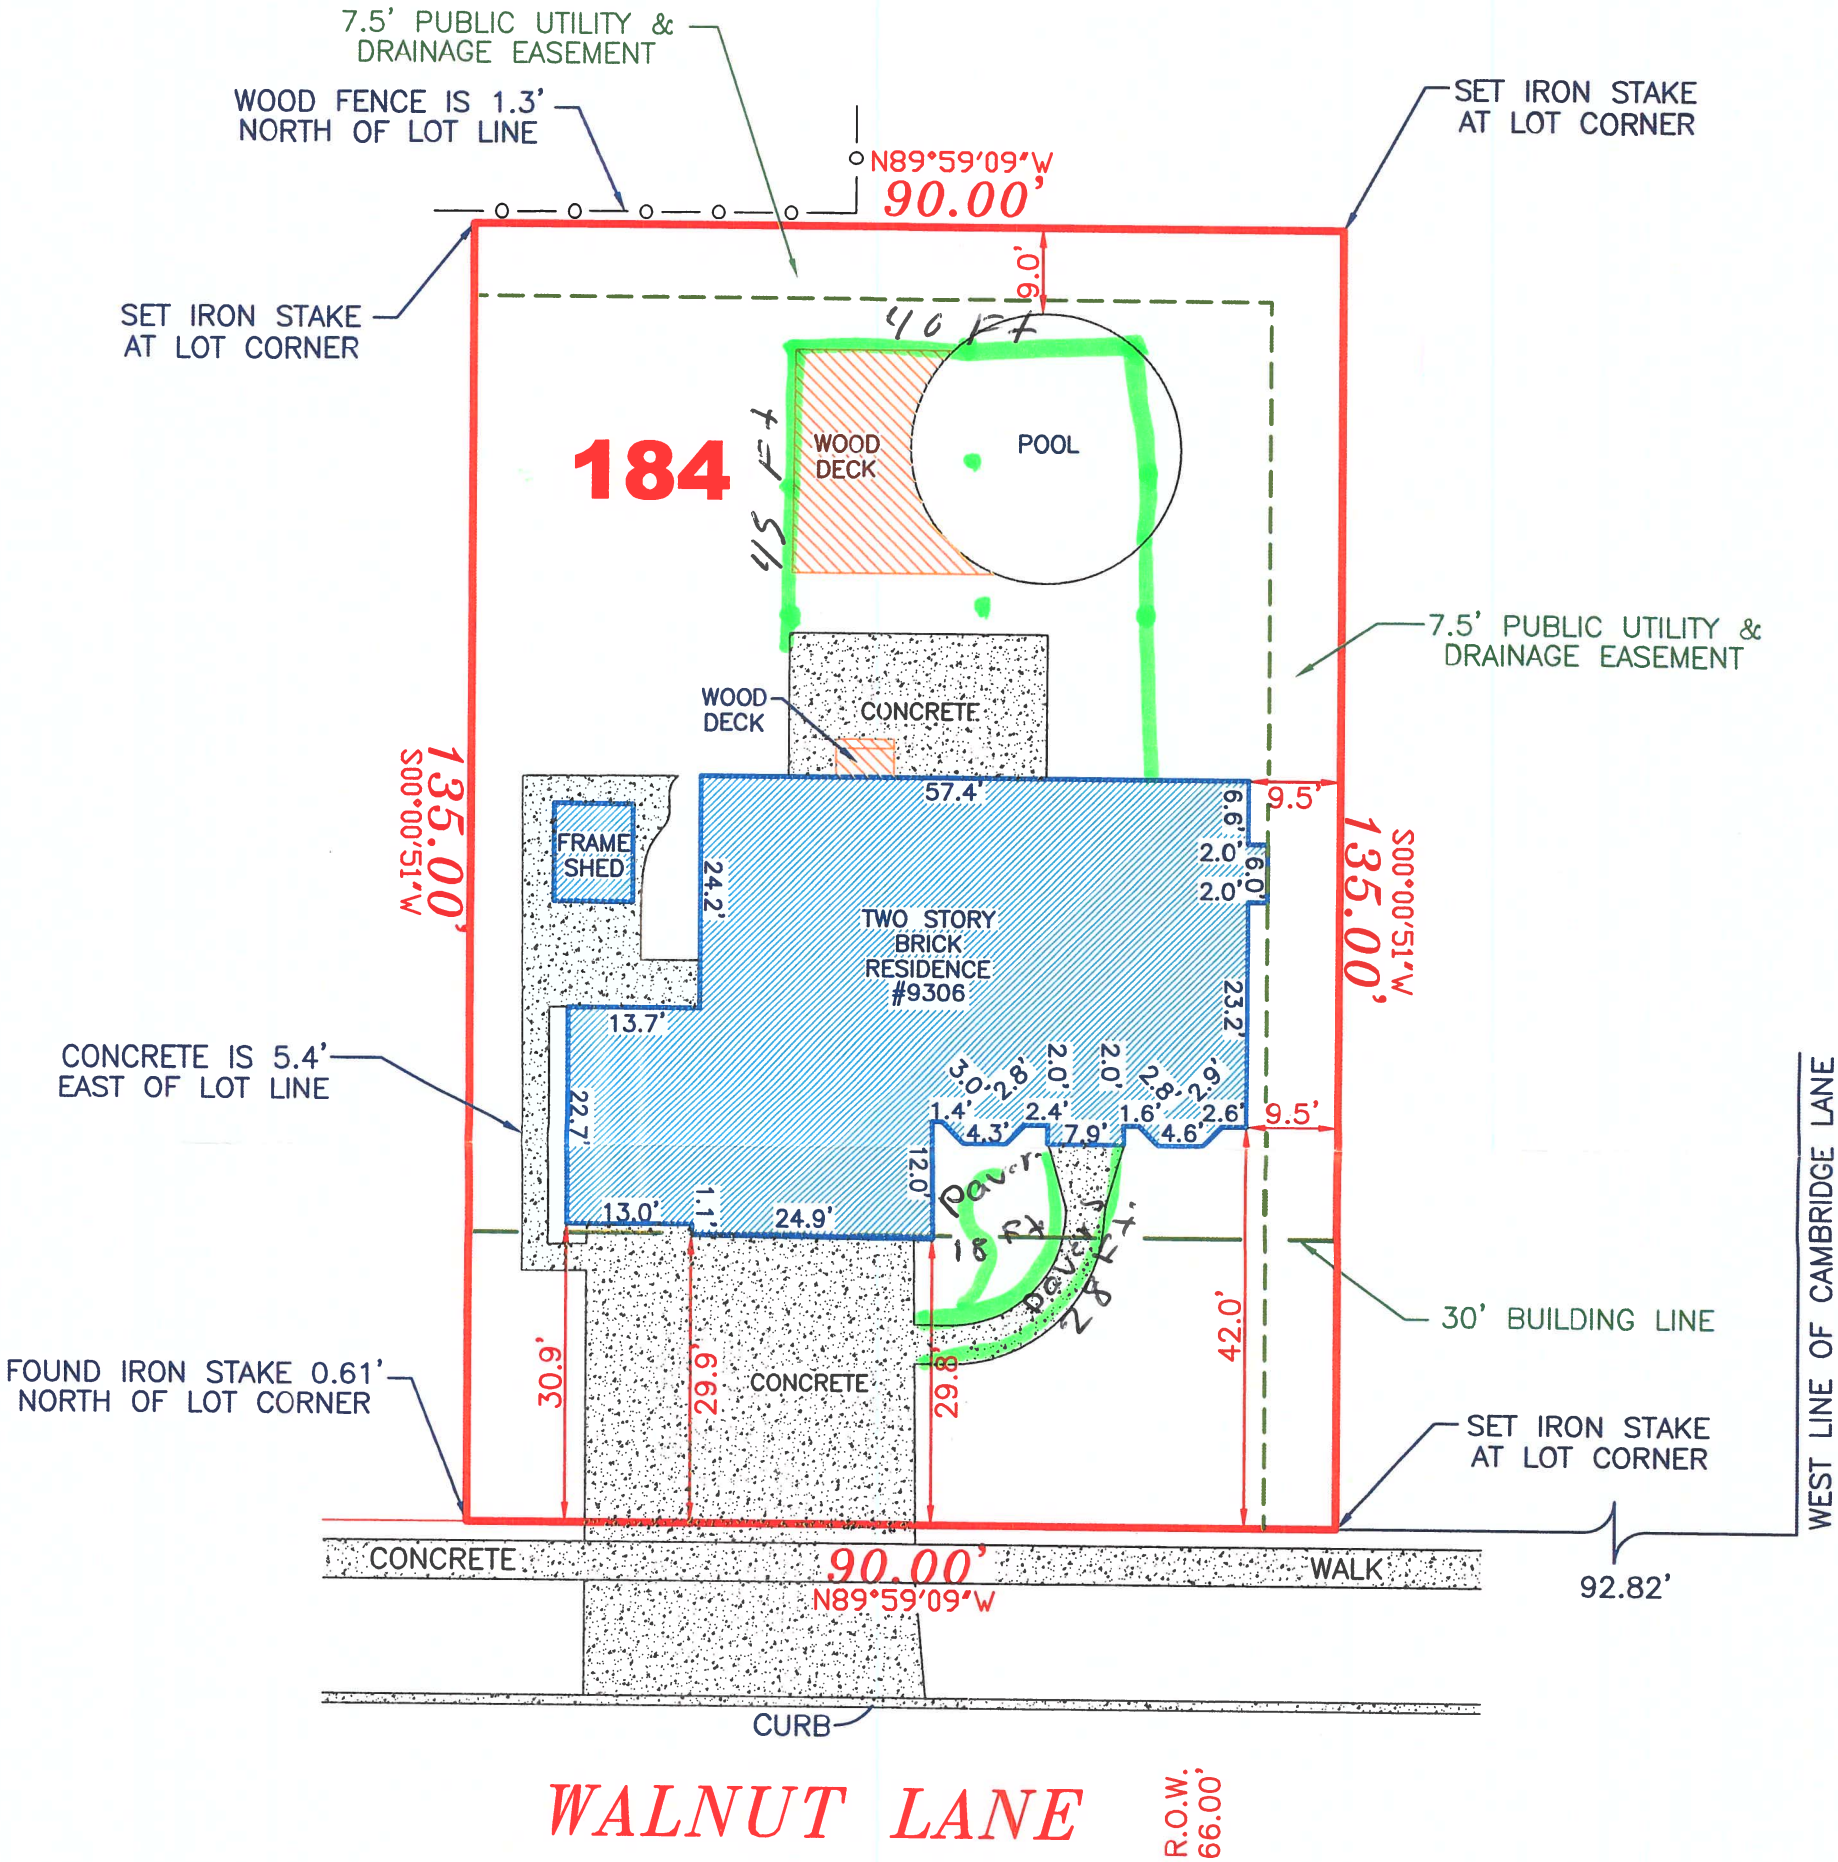 7.5' PUBLIC UTILITY &
DRAINAGE EASEMENT
WOOD FENCE IS 1.3'
NORTH OF LOT LINE
SET IRON STAKE
AT LOT CORNER
N89°59'09"W
90.00'
9.0'
SET IRON STAKE
AT LOT CORNER
40 Ft
45 Ft
184
WOOD
DECK
POOL
7.5' PUBLIC UTILITY &
DRAINAGE EASEMENT
WOOD
DECK
CONCRETE
135.00'
S00°00'51"W
57.4'
6.6'
9.5'
2.0'
6.0'
2.0'
135.00'
S00°00'51"W
FRAME
SHED
24.2'
TWO STORY
BRICK
RESIDENCE
#9306
23.2'
13.7'
CONCRETE IS 5.4'
EAST OF LOT LINE
22.7'
3.0'
2.8'
2.0'
2.0'
2.8'
2.9'
1.4'
4.3'
2.4'
7.9'
1.6'
4.6'
2.6'
9.5'
12.0'
13.0'
1.1'
24.9'
Paver
18 Ft
pavers
28 Ft.
WEST LINE OF CAMBRIDGE LANE
30' BUILDING LINE
30.9'
29.9'
29.8'
42.0'
CONCRETE
FOUND IRON STAKE 0.61'
NORTH OF LOT CORNER
SET IRON STAKE
AT LOT CORNER
CONCRETE
90.00'
WALK
N89°59'09"W
92.82'
CURB
WALNUT LANE
R.O.W.
66.00'